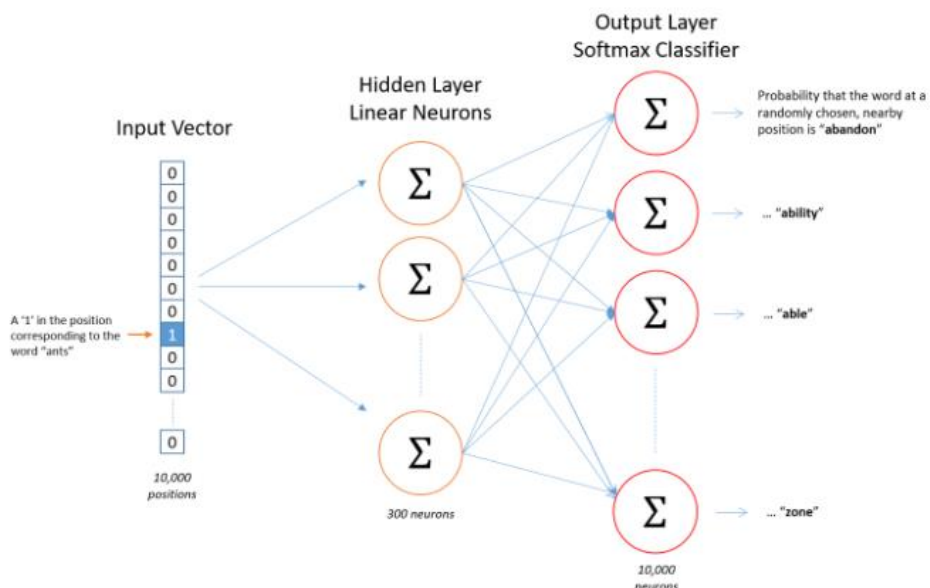 Output Layer
Softmax Classifier
Hidden Layer
Linear Neurons
Input Vector
Probability that the word at a
randomly chosen, nearby
position is “abandon”
0
0
0
0
0
0
0
1
0
0
0
A ‘1’ in the position
corresponding to the
word “ants”
10,000
positions
Σ
Σ
Σ
300 neurons
Σ
Σ
... “ability”
Σ
... “able”
Σ
... “zone”
10,000
neurons